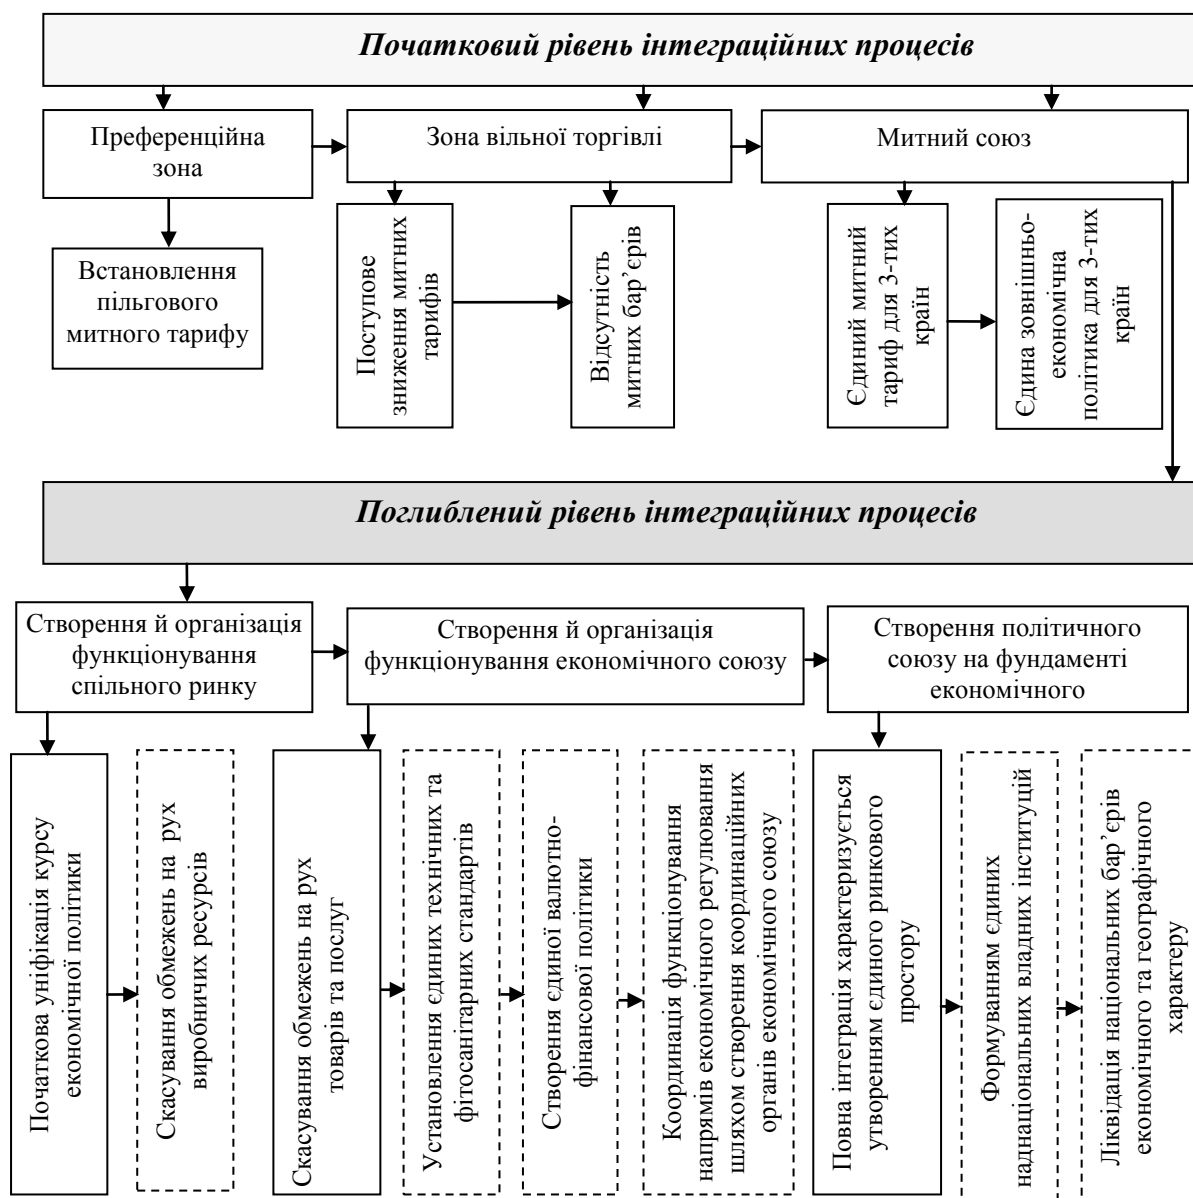 Початковий рівень інтеграційних процесів
Преференційна
зона
Зона вільної торгівлі
Митний союз
Встановлення
пільгового
митного тарифу
Поступове
зниження митних
тарифів
Відсутність
митних бар’єрів
Єдиний митний
тариф для 3-тих
країн
Єдина зовнішньо-
економічна
політика для 3-тих
країн
Поглиблений рівень інтеграційних процесів
Створення й організація
функціонування
спільного ринку
Створення й організація
функціонування економічного союзу
Створення політичного
союзу на фундаменті
економічного
Початкова уніфікація курсу
економічної політики
Скасування обмежень на рух
виробничих ресурсів
Скасування обмежень на рух
товарів та послуг
Установлення єдиних технічних та
фітосанітарних стандартів
Створення єдиної валютно-
фінансової політики
Координація функціонування
напрямів економічного регулювання
шляхом створення координаційних
органів економічного союзу
Повна інтеграція характеризується
утворенням єдиного ринкового
простору
Формуванням єдиних
наднаціональних владних інституцій
Ліквідація національних бар’єрів
економічного та географічного
характеру